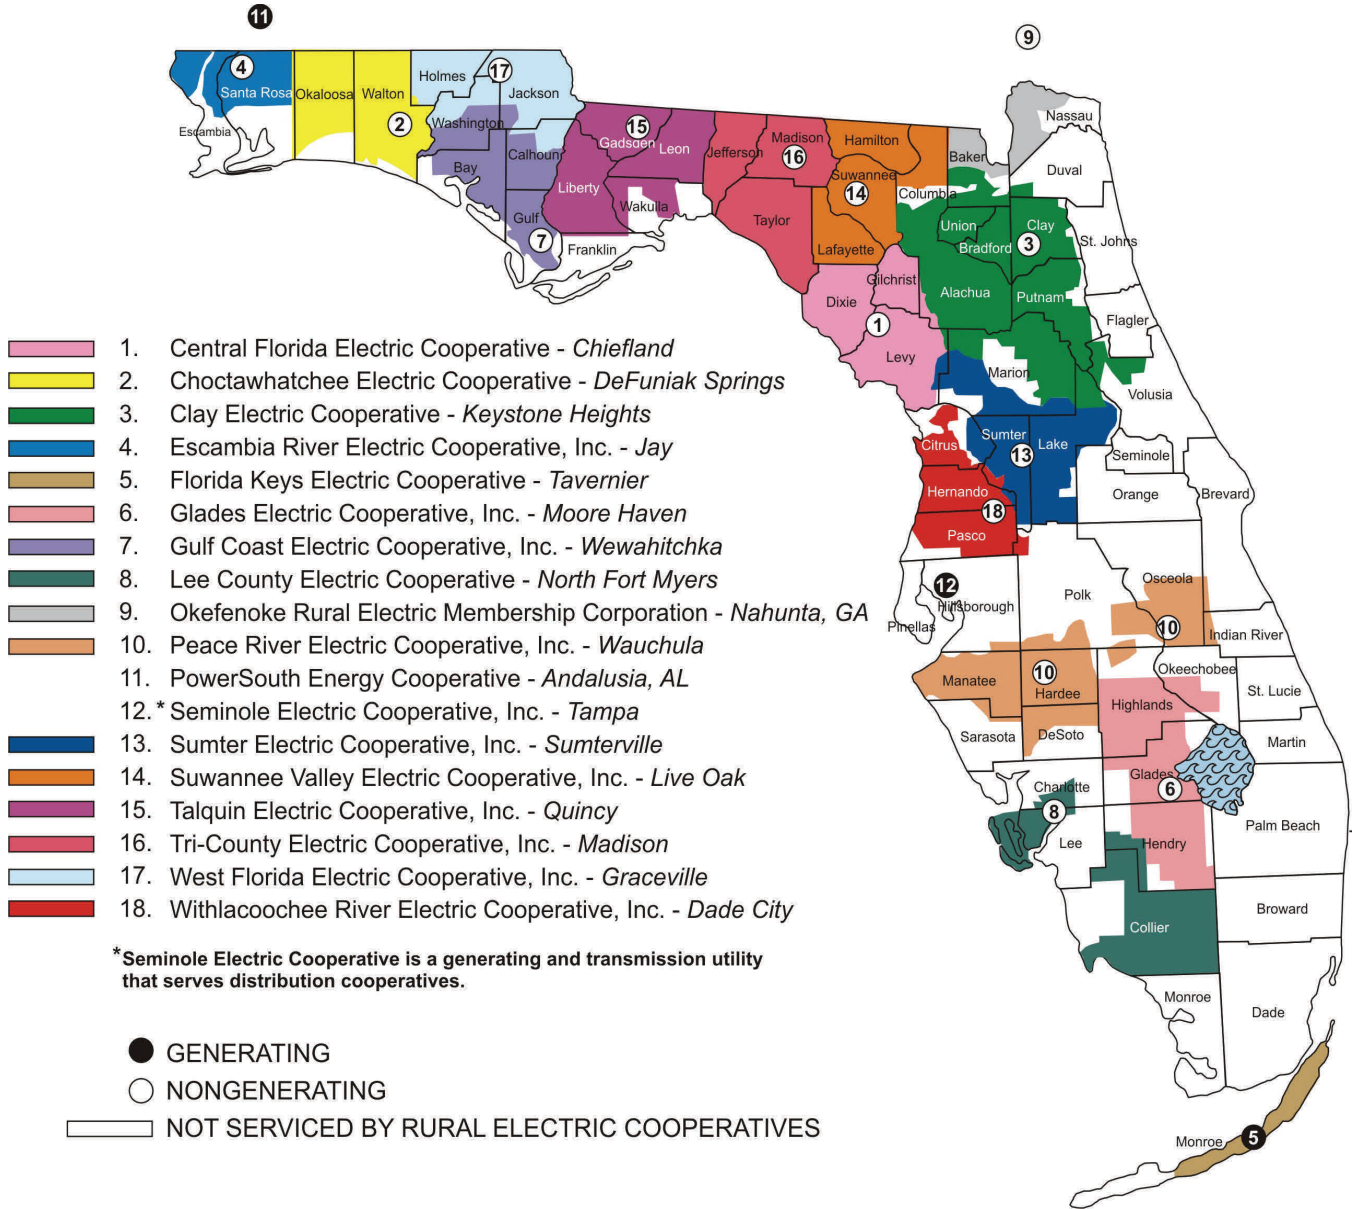 11
9
4
17
Holmes
Santa Rosa
Okaloosa
Walton
Jackson
2
Escambia
Washington
Calhoun
Bay
15
Gadsden
Leon
Liberty
Wakulla
Gulf
7
Franklin
Jefferson
Madison
16
Hamilton
Suwannee
14
Columbia
Taylor
Lafayette
Baker
Nassau
Duval
Union
Bradford
Clay
3
St. Johns
Gilchrist
Dixie
Alachua
Putnam
1
Flagler
Levy
Marion
Volusia
Citrus
Sumter
13
Lake
Seminole
Hernando
18
Orange
Brevard
Pasco
12
Hillsborough
Pinellas
Polk
Osceola
10
Indian River
Manatee
10
Hardee
Okeechobee
St. Lucie
Highlands
Sarasota
DeSoto
Martin
Glades
6
Charlotte
8
Lee
Hendry
Palm Beach
Collier
Broward
Monroe
Dade
Monroe
5
1. Central Florida Electric Cooperative - Chiefland
2. Choctawhatchee Electric Cooperative - DeFuniak Springs
3. Clay Electric Cooperative - Keystone Heights
4. Escambia River Electric Cooperative, Inc. - Jay
5. Florida Keys Electric Cooperative - Tavernier
6. Glades Electric Cooperative, Inc. - Moore Haven
7. Gulf Coast Electric Cooperative, Inc. - Wewahitchka
8. Lee County Electric Cooperative - North Fort Myers
9. Okefenoke Rural Electric Membership Corporation - Nahunta, GA
10. Peace River Electric Cooperative, Inc. - Wauchula
11. PowerSouth Energy Cooperative - Andalusia, AL
12.* Seminole Electric Cooperative, Inc. - Tampa
13. Sumter Electric Cooperative, Inc. - Sumterville
14. Suwannee Valley Electric Cooperative, Inc. - Live Oak
15. Talquin Electric Cooperative, Inc. - Quincy
16. Tri-County Electric Cooperative, Inc. - Madison
17. West Florida Electric Cooperative, Inc. - Graceville
18. Withlacoochee River Electric Cooperative, Inc. - Dade City
*Seminole Electric Cooperative is a generating and transmission utility
that serves distribution cooperatives.
GENERATING
NONGENERATING
NOT SERVICED BY RURAL ELECTRIC COOPERATIVES